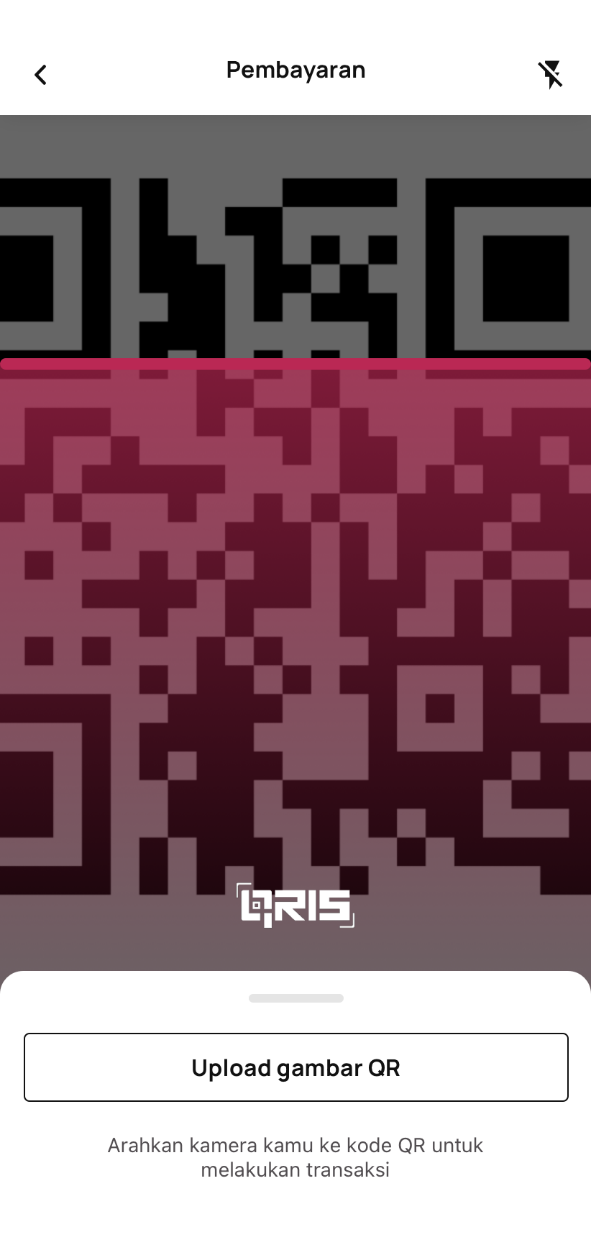 Pembayaran
QRIS
Upload gambar QR
Arahkan kamera kamu ke kode QR untuk
melakukan transaksi